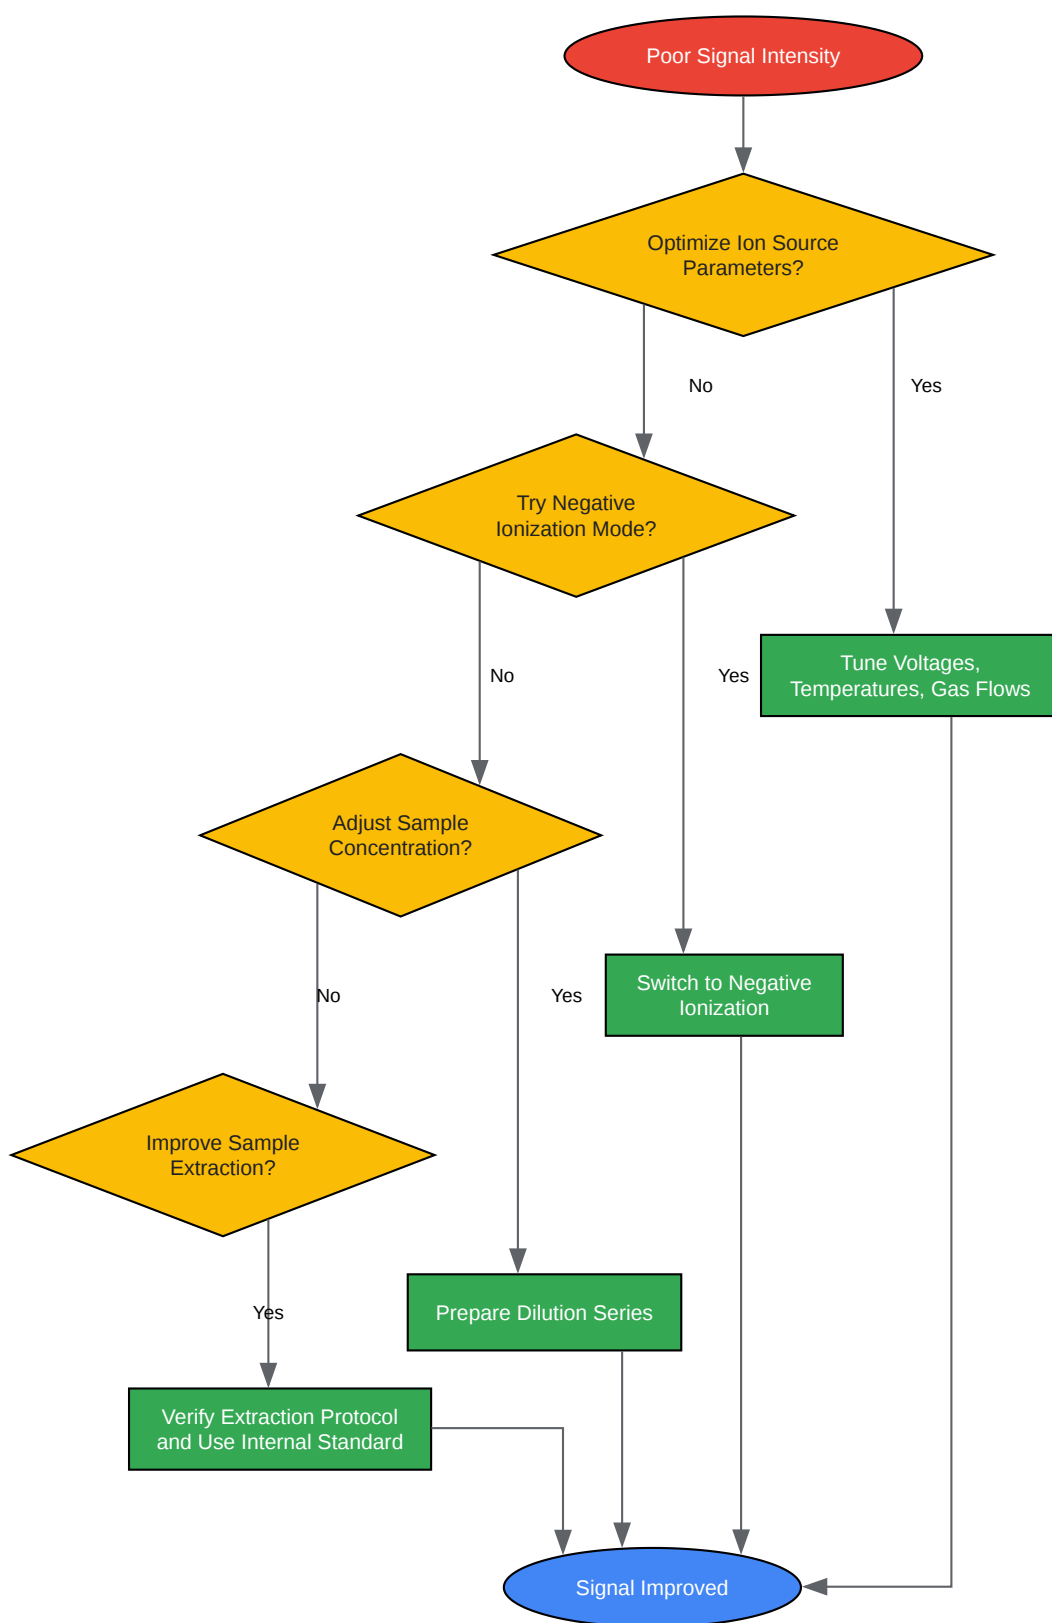 Poor Signal Intensity
Optimize Ion Source
Parameters?
No
Yes
Try Negative
Ionization Mode?
Tune Voltages,
Temperatures, Gas Flows
No
Yes
Adjust Sample
Concentration?
Switch to Negative
Ionization
No
Yes
Improve Sample
Extraction?
Yes
Prepare Dilution Series
Verify Extraction Protocol
and Use Internal Standard
Signal Improved